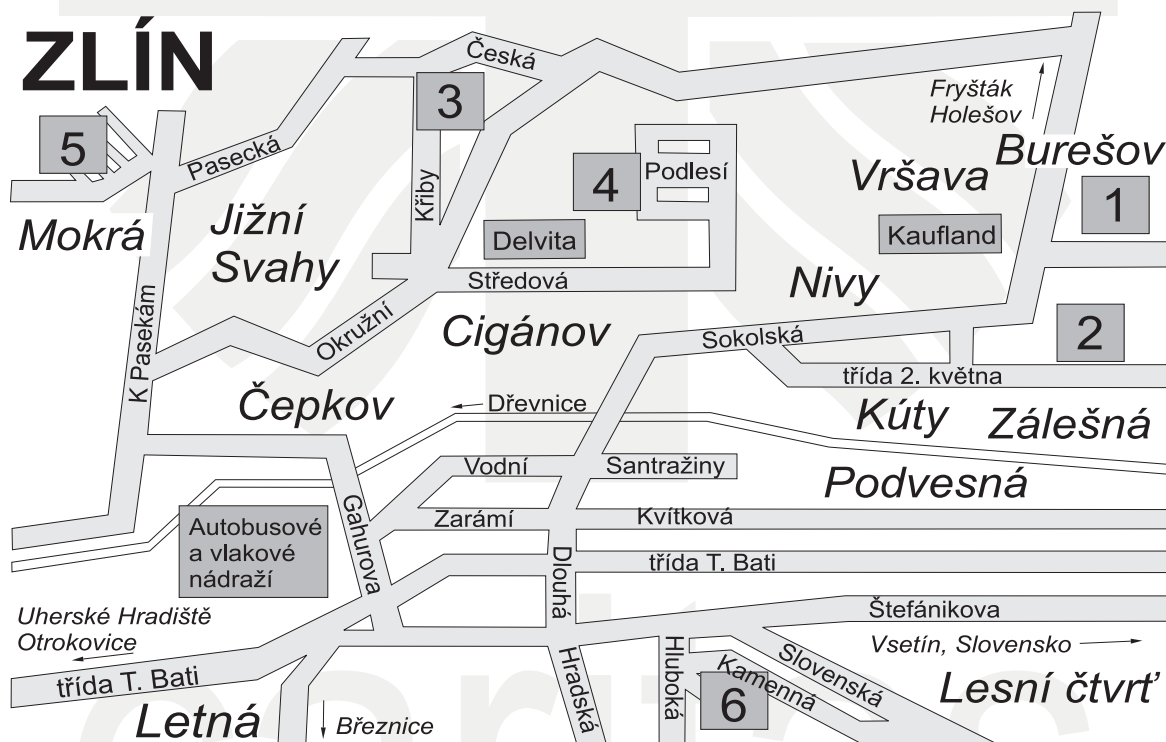 ZLÍN
Česká
3
Fryšták
Holešov
5
Pasecká
Burešov
Podlesí
4
Vršava
1
Křiby
Mokrá
Jižní
Svahy
Delvita
Kaufland
Středová
Nivy
K Pasekám
Okružní
Cigánov
Sokolská
2
třída 2. května
Čepkov
Dřevnice
Kúty
Zálešná
Vodní
Santražiny
Podvesná
Gahurova
Zarámí
Kvítková
Autobusové
a vlakové
nádraží
Dlouhá
třída T. Bati
Uherské Hradiště
Otrokovice
Štefánikova
Vsetín, Slovensko
třída T. Bati
Hradská
Hluboká
Slovenská
Kamenná
6
Lesní čtvrť
Letná
Březnice